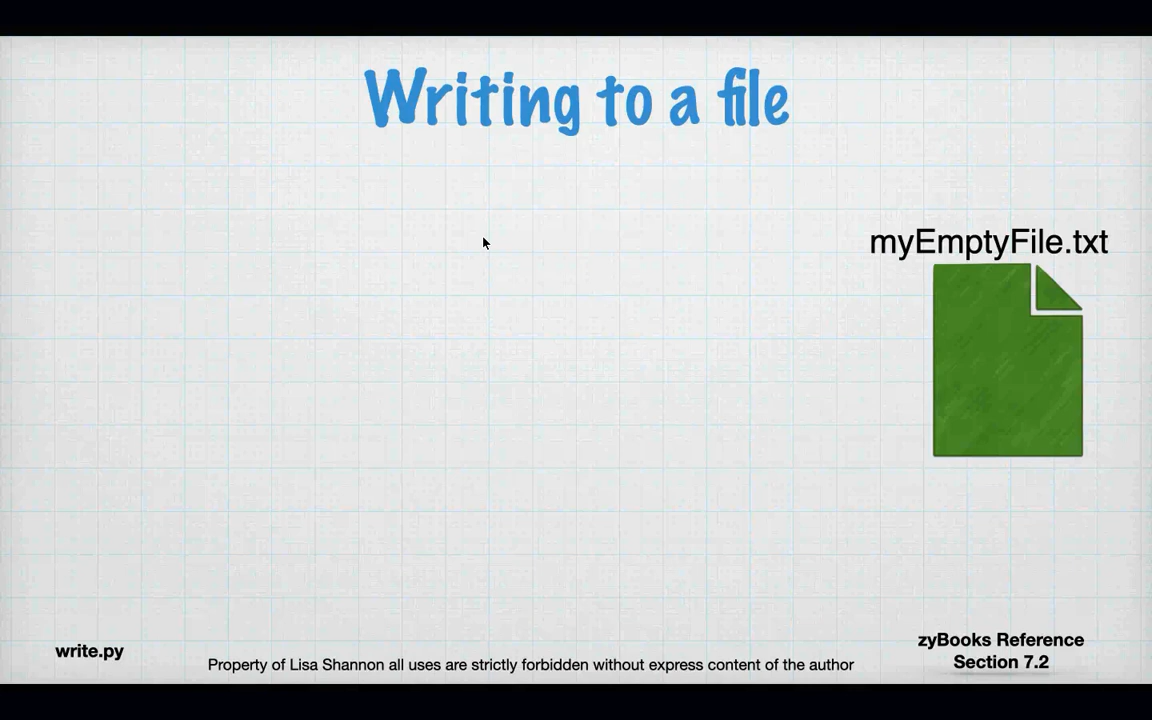 Writing to a file
myEmptyFile.txt
write.py
zyBooks Reference
Section 7.2
Property of Lisa Shannon all uses are strictly forbidden without express content of the author